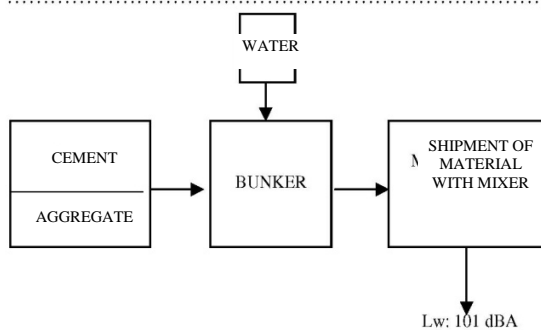 WATER
CEMENT
AGGREGATE
BUNKER
SHIPMENT OF
MATERIAL
WITH MIXER
Lw: 101 dBA